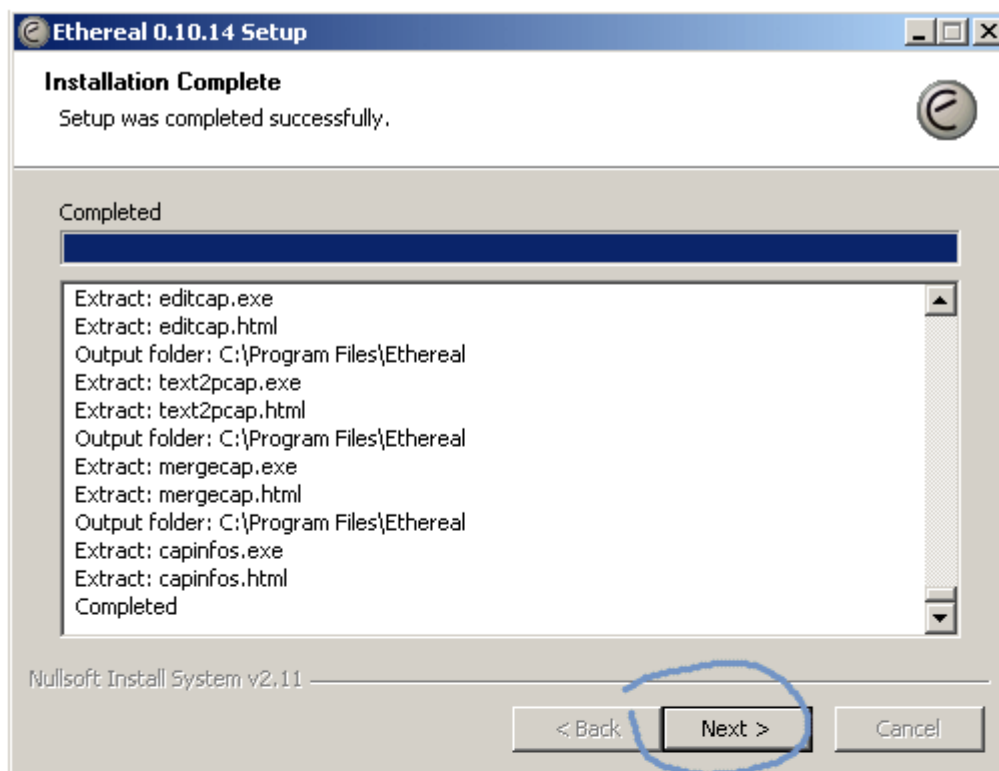 Ethereal 0.10.14 Setup
Installation Complete
Setup was completed successfully.
Completed
Extract: editcap.exe
Extract: editcap.html
Output folder: C:\Program Files\Ethereal
Extract: text2pcap.exe
Extract: text2pcap.html
Output folder: C:\Program Files\Ethereal
Extract: mergecap.exe
Extract: mergecap.html
Output folder: C:\Program Files\Ethereal
Extract: capinfos.exe
Extract: capinfos.html
Completed
Nullsoft Install System v2.11
< Back Next > Cancel